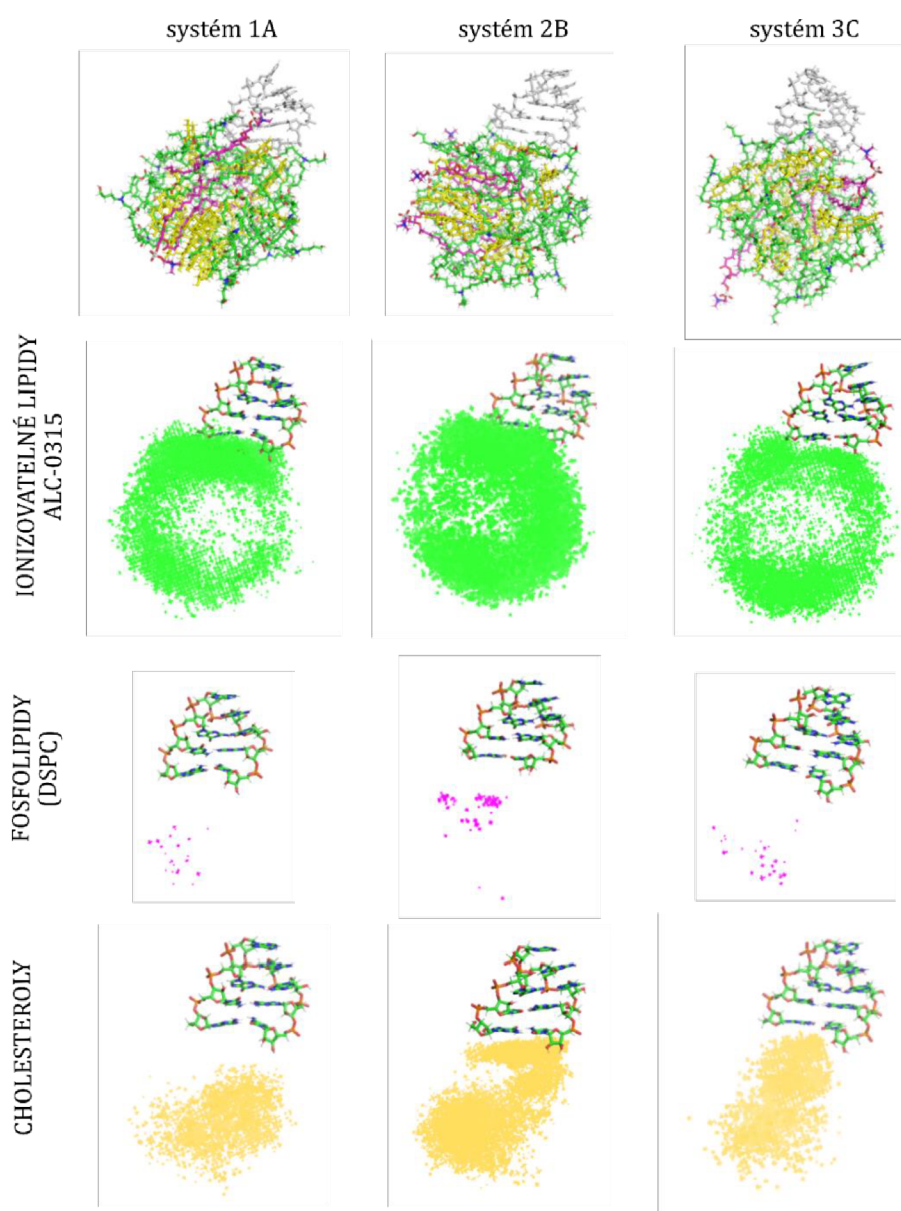 systém 1A
systém 2B
systém 3C
IONIZOVATELNÉ LIPIDY
ALC-0315
FOSFOLIPIDY
(DSPC)
CHOLESTEROLY